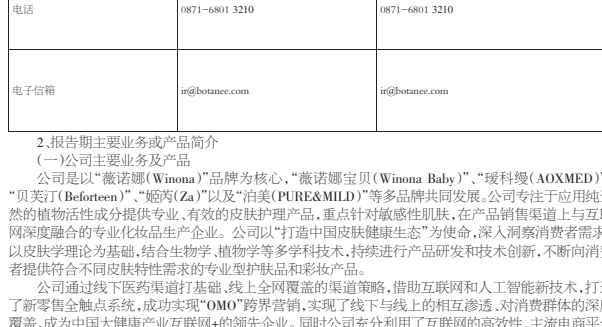 电话 0871-6801 3210 0871-6801 3210
电子信箱 ir@botanee.com ir@botanee.com
2、报告期主要业务或产品简介
(一)公司主要业务及产品
公司是以“薇诺娜(Winona)”品牌为核心，“薇诺娜宝贝(Winona Baby)”、“瑷科缦(AOXMED)”
“贝芙汀(Beforteen)”、“姬芮(Za)”以及“泊美(PURE&MILD)”等多品牌共同发展。公司专注于应用纯
然的植物活性成分提供专业、有效的皮肤护理产品，重点针对敏感性肌肤，在产品销售渠道上与互
网深度融合的专业化妆品生产企业。公司以“打造中国皮肤健康生态”为使命，深入洞察消费者需求
以皮肤学理论为基础，结合生物学、植物学等多学科技术，持续进行产品研发和技术创新，不断向消
者提供符合不同皮肤特性需求的专业型护肤品和彩妆产品。
公司通过线下医药渠道打基础、线上全网覆盖的渠道策略，借助互联网和人工智能新技术，打
了新零售全触点系统，成功实现“OMO”跨界营销，实现了线下与线上的相互渗透、对消费群体的深
覆盖，成为中国大健康产业互联网+的领先企业。同时公司充分利用了互联网的高效性，主流电商平